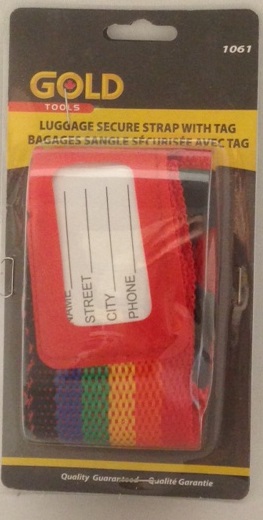 1061
GOLD
TOOLS
LUGGAGE SECURE STRAP WITH TAG
BAGAGES SANGLE SÉCURISÉE AVEC TAG
NAME
STREET
CITY
PHONE
Quality Guaranteed—Qualité Garantie